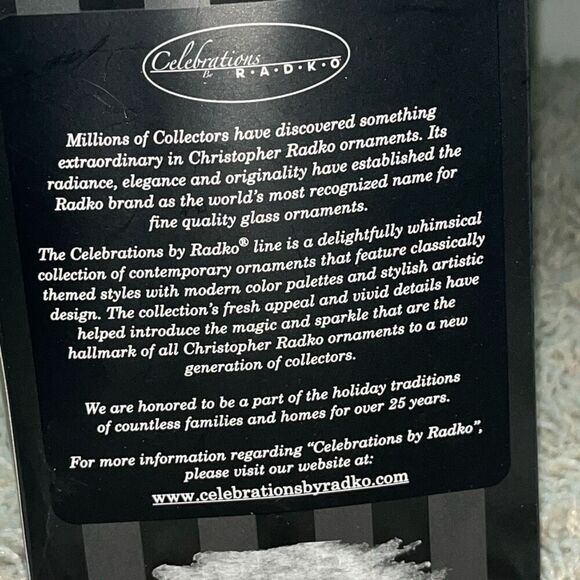 Celebrations
By R·A·D·K·O
Millions of Collectors have discovered something
extraordinary in Christopher Radko ornaments. Its
radiance, elegance and originality have established the
Radko brand as the world's most recognized name for
fine quality glass ornaments.
The Celebrations by Radko® line is a delightfully whimsical
collection of contemporary ornaments that feature classically
themed styles with modern color palettes and stylish artistic
design. The collection's fresh appeal and vivid details have
helped introduce the magic and sparkle that are the
hallmark of all Christopher Radko ornaments to a new
generation of collectors.
We are honored to be a part of the holiday traditions
of countless families and homes for over 25 years.
For more information regarding "Celebrations by Radko",
please visit our website at:
www.celebrationsbyradko.com